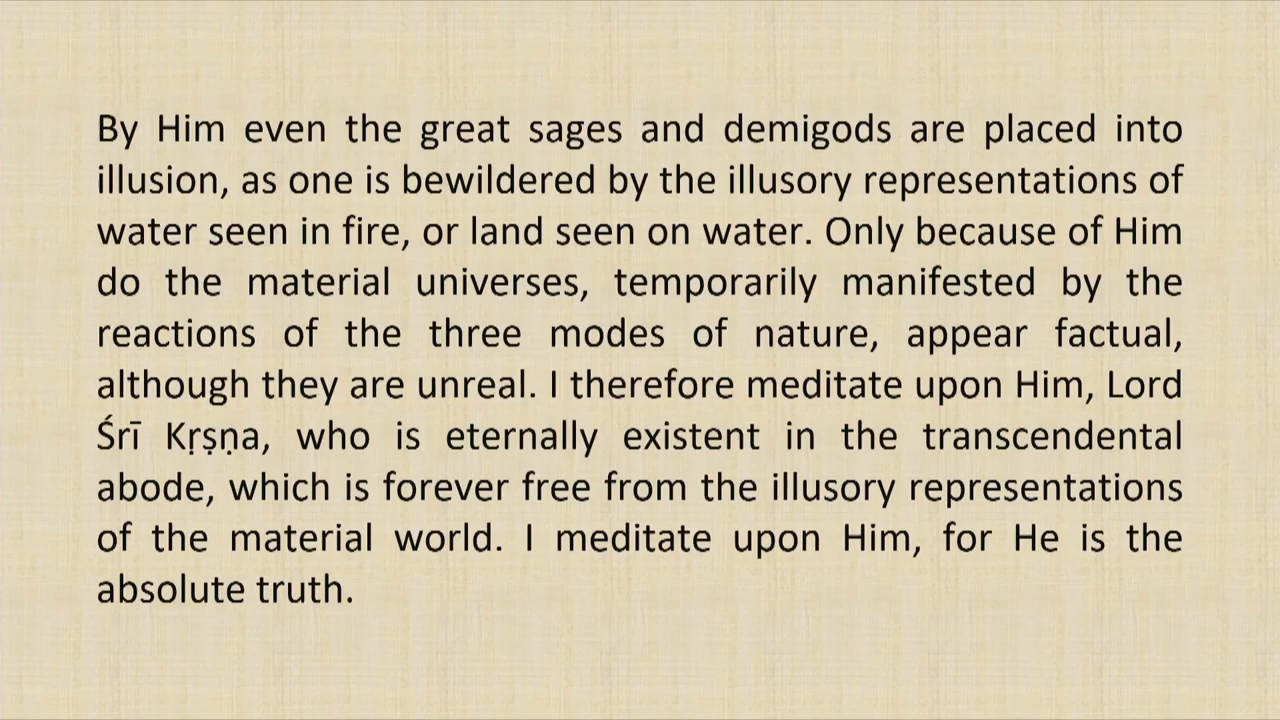 By Him even the great sages and demigods are placed into
illusion, as one is bewildered by the illusory representations of
water seen in fire, or land seen on water. Only because of Him
do the material universes, temporarily manifested by the
reactions of the three modes of nature, appear factual,
although they are unreal. I therefore meditate upon Him, Lord
Śrī Kṛṣṇa, who is eternally existent in the transcendental
abode, which is forever free from the illusory representations
of the material world. I meditate upon Him, for He is the
absolute truth.